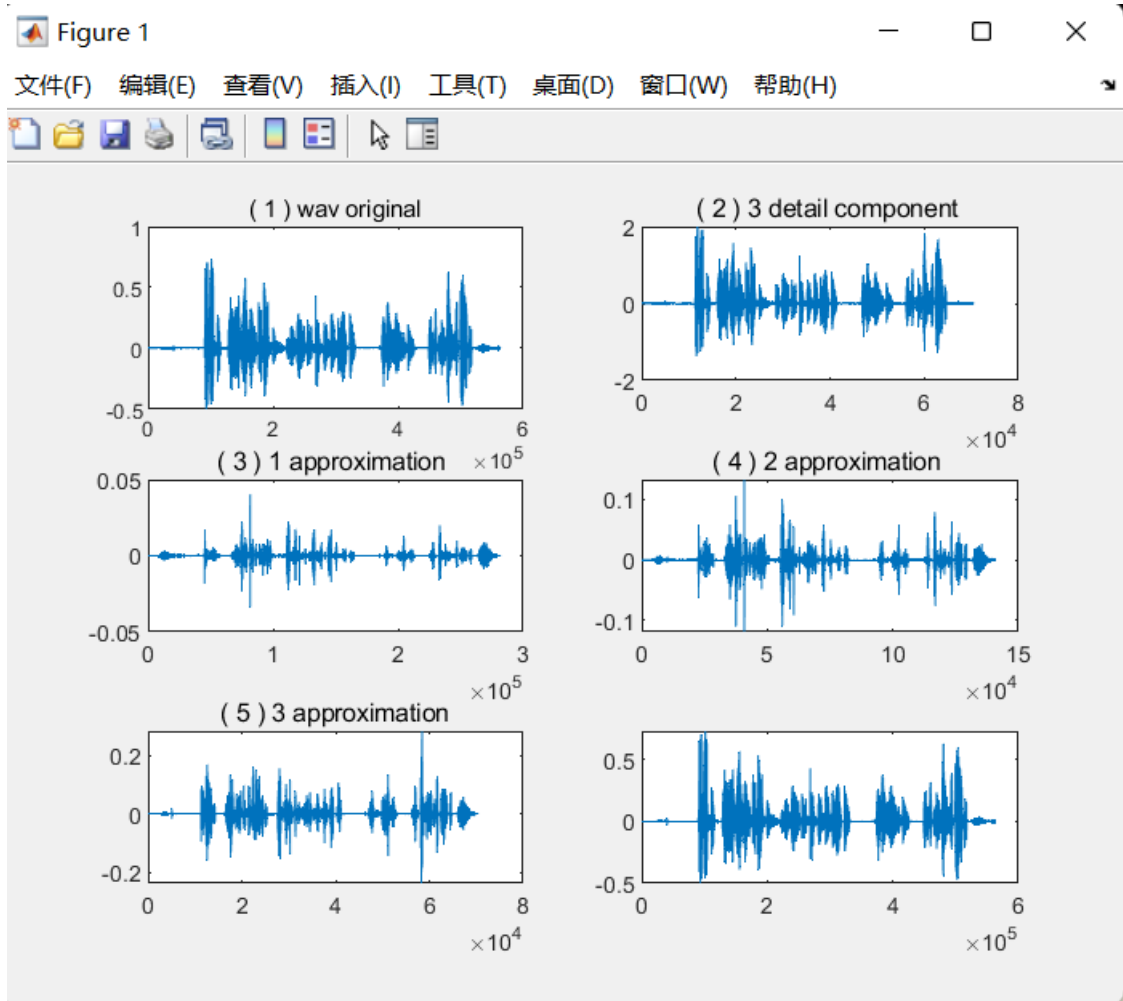 Figure 1
文件(F) 编辑(E) 查看(V) 插入(I) 工具(T) 桌面(D) 窗口(W) 帮助(H)
( 1 ) wav original
1
0.5
0
-0.5
0 2 4 6
×10^5
( 2 ) 3 detail component
2
0
-2
0 2 4 6 8
×10^4
( 3 ) 1 approximation
0.05
0
-0.05
0 1 2 3
×10^5
( 4 ) 2 approximation
0.1
0
-0.1
0 5 10 15
×10^4
( 5 ) 3 approximation
0.2
0
-0.2
0 2 4 6 8
×10^4
0.5
0
-0.5
0 2 4 6
×10^5